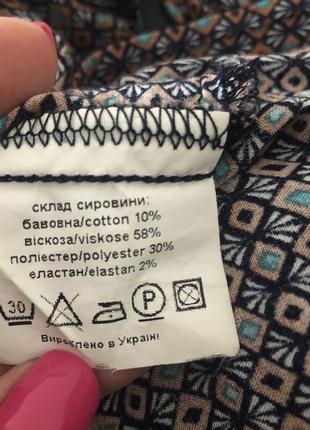 склад сировини:
бавовна/cotton 10%
віскоза/viskose 58%
поліестер/polyester 30%
еластан/elastan 2%
30 P
Вироблено в Україні